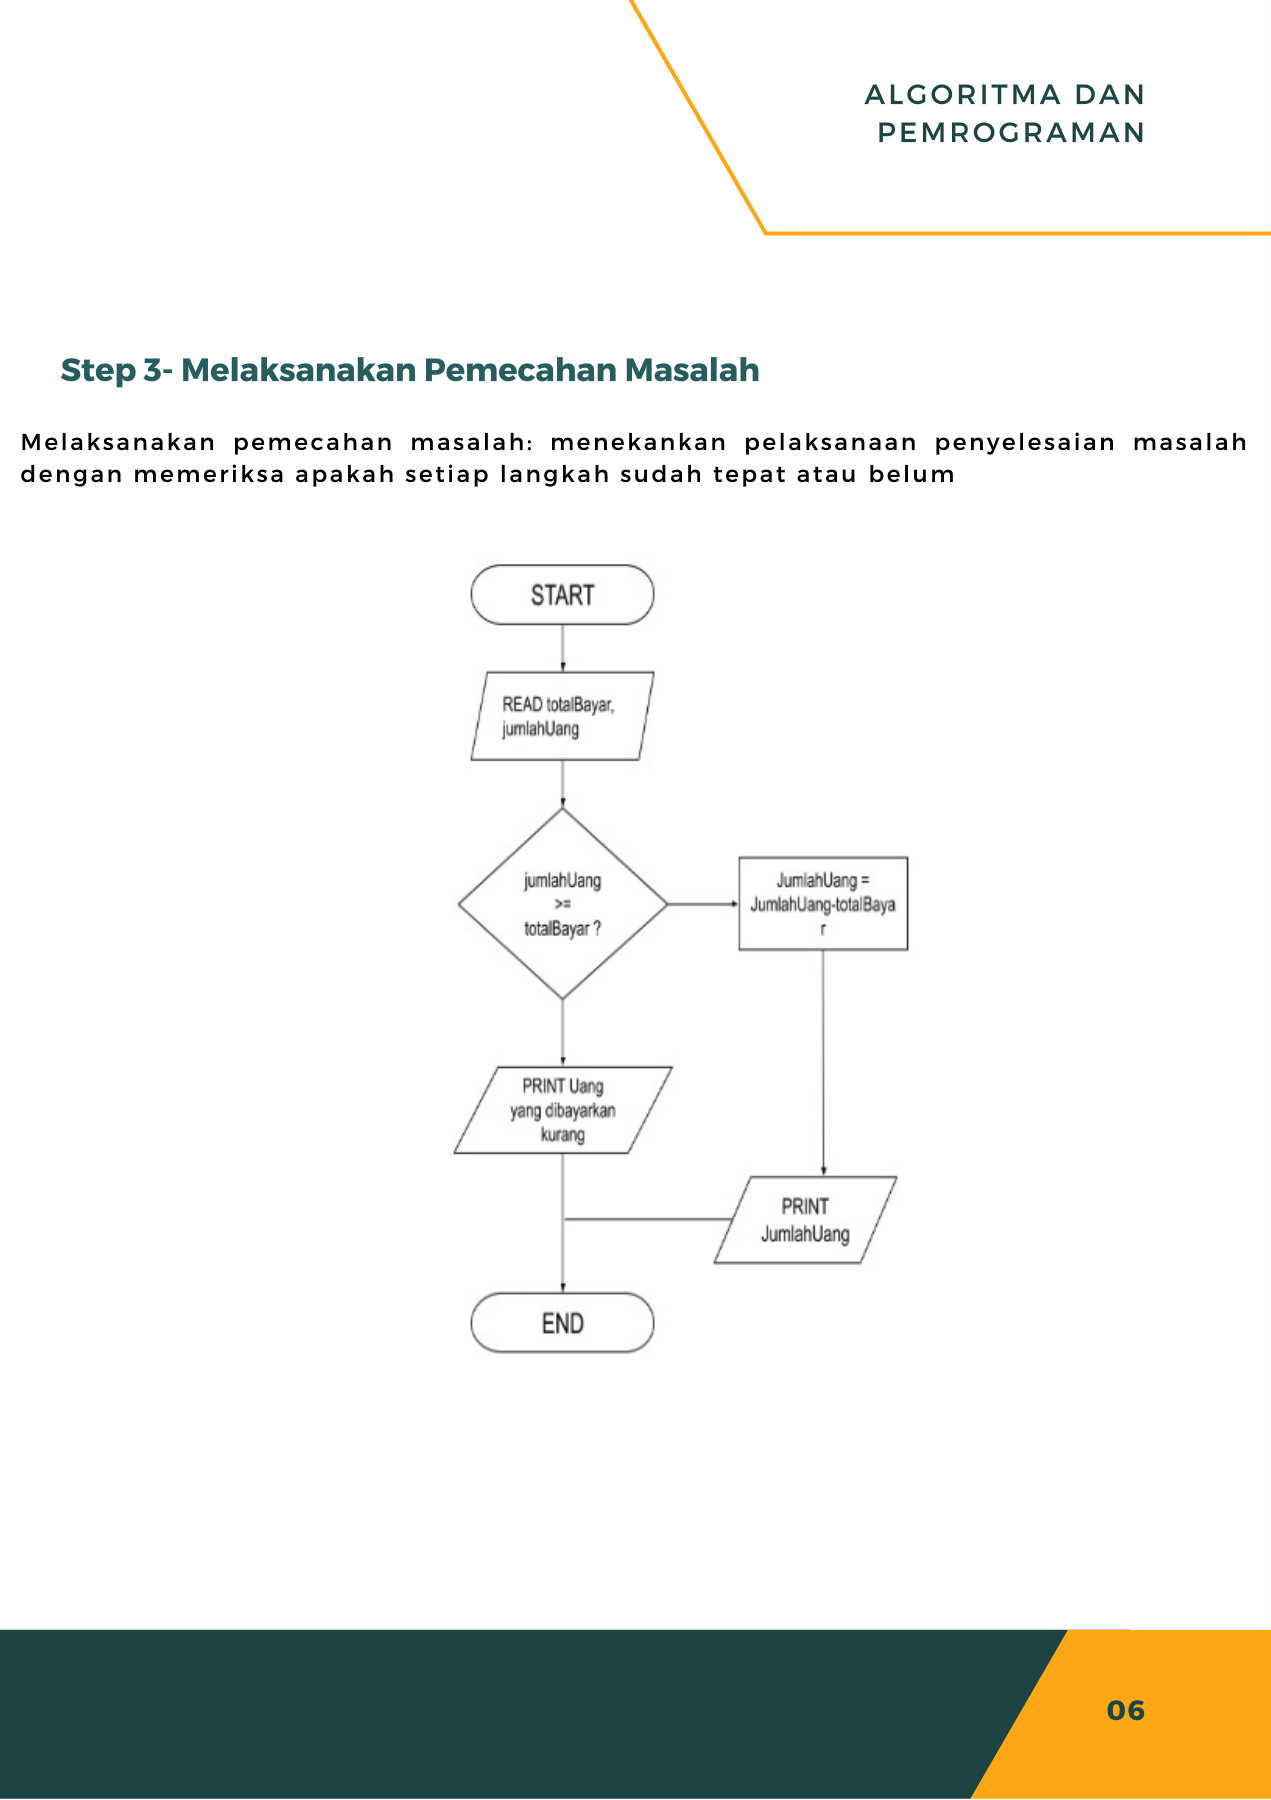 ALGORITMA DAN
PEMROGRAMAN
Step 3- Melaksanakan Pemecahan Masalah
Melaksanakan pemecahan masalah: menekankan pelaksanaan penyelesaian masalah
dengan memeriksa apakah setiap langkah sudah tepat atau belum
START
READ totalBayar,
jumlahUang
jumlahUang
>=
totalBayar ?
JumlahUang =
JumlahUang-totalBaya
r
PRINT Uang
yang dibayarkan
kurang
PRINT
JumlahUang
END
06